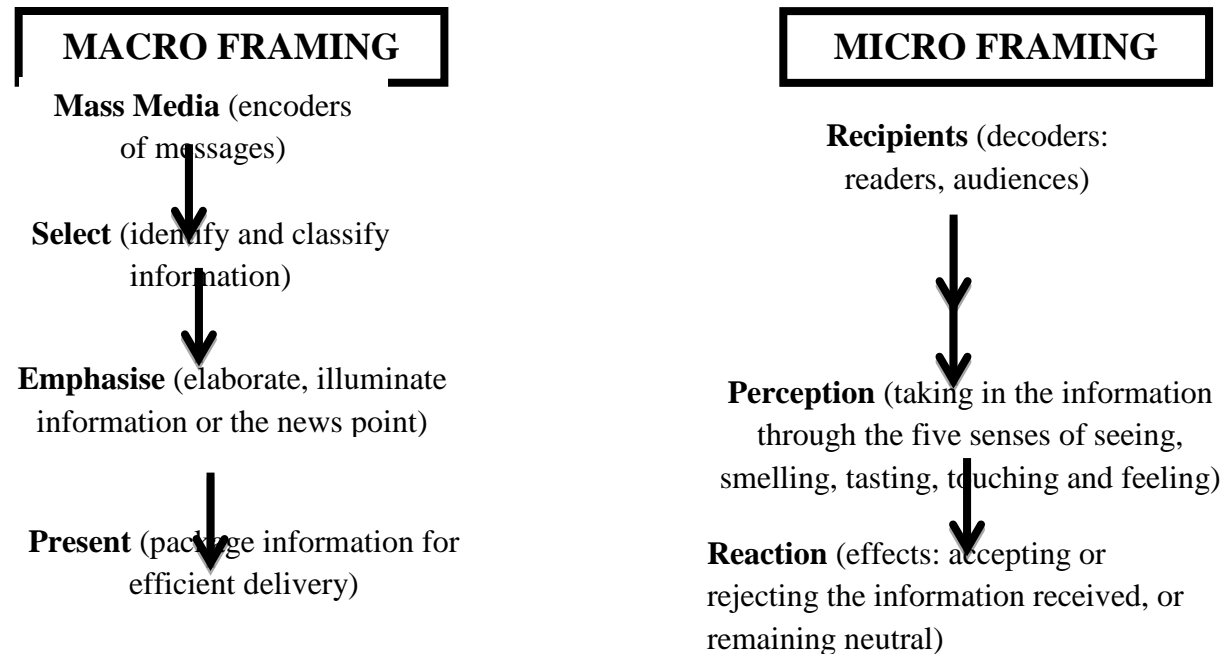 MACRO FRAMING
Mass Media (encoders
of messages)
Select (identify and classify
information)
Emphasise (elaborate, illuminate
information or the news point)
Present (package information for
efficient delivery)
MICRO FRAMING
Recipients (decoders:
readers, audiences)
Perception (taking in the information
through the five senses of seeing,
smelling, tasting, touching and feeling)
Reaction (effects: accepting or
rejecting the information received, or
remaining neutral)